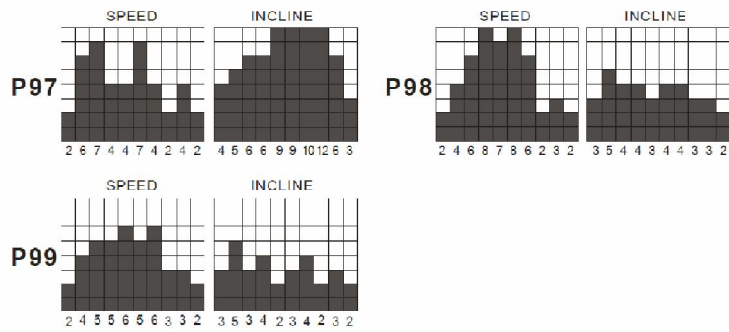 SPEED INCLINE SPEED INCLINE
P97 P98
2 6 7 4 4 7 4 2 4 2 4 5 6 6 9 9 10 12 6 3 2 4 6 8 7 8 6 2 3 2 3 5 4 4 3 4 4 3 3 2
SPEED INCLINE
P99
2 4 5 5 6 5 6 3 3 2 3 5 3 4 2 3 4 2 3 2